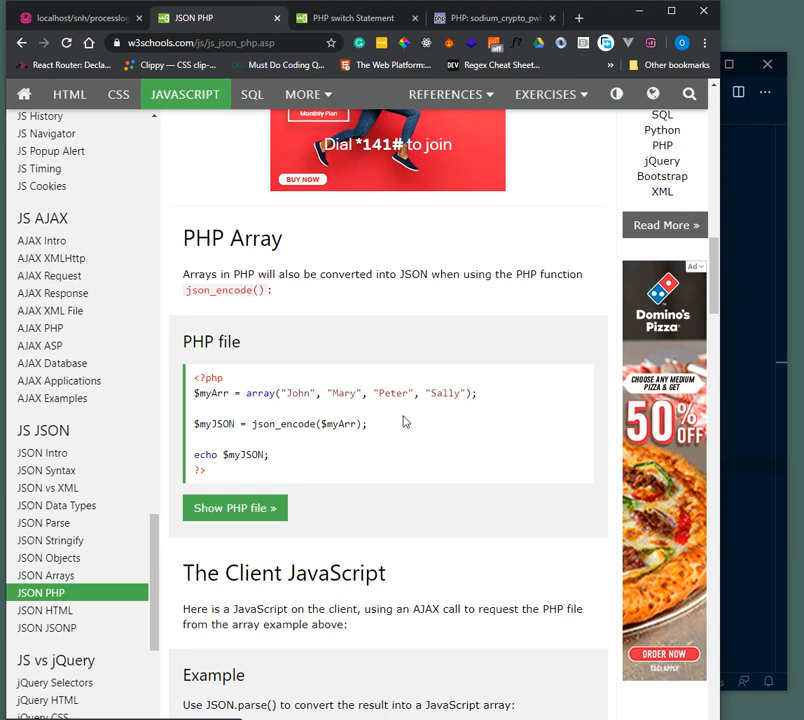 localhost/snh/processlog
JSON PHP
PHP switch Statement
PHP: sodium_crypto_pw
w3schools.com/js/js_json_php.asp
off
React Router: Decla...
Clippy — CSS clip-...
Must Do Coding Q...
The Web Platform:...
DEV
Regex Cheat Sheet...
»
Other bookmarks
HTML
CSS
JAVASCRIPT
SQL
MORE
REFERENCES
EXERCISES
JS History
JS Navigator
JS Popup Alert
JS Timing
JS Cookies
JS AJAX
AJAX Intro
AJAX XMLHttp
AJAX Request
AJAX Response
AJAX XML File
AJAX PHP
AJAX ASP
AJAX Database
AJAX Applications
AJAX Examples
JS JSON
JSON Intro
JSON Syntax
JSON vs XML
JSON Data Types
JSON Parse
JSON Stringify
JSON Objects
JSON Arrays
JSON PHP
JSON HTML
JSON JSONP
JS vs jQuery
jQuery Selectors
jQuery HTML
jQuery CSS
Monthly Plan
Dial *141# to join
BUY NOW
PHP Array
Arrays in PHP will also be converted into JSON when using the PHP function
json_encode():
PHP file
<?php
$myArr = array("John", "Mary", "Peter", "Sally");
$myJSON = json_encode($myArr);
echo $myJSON;
?>
Show PHP file »
The Client JavaScript
Here is a JavaScript on the client, using an AJAX call to request the PHP file
from the array example above:
Example
Use JSON.parse() to convert the result into a JavaScript array:
SQL
Python
PHP
jQuery
Bootstrap
XML
Read More »
Ad
Domino's
Pizza
CHOOSE ANY MEDIUM
PIZZA & GET
50%
OFF
ORDER NOW
T&Cs APPLY